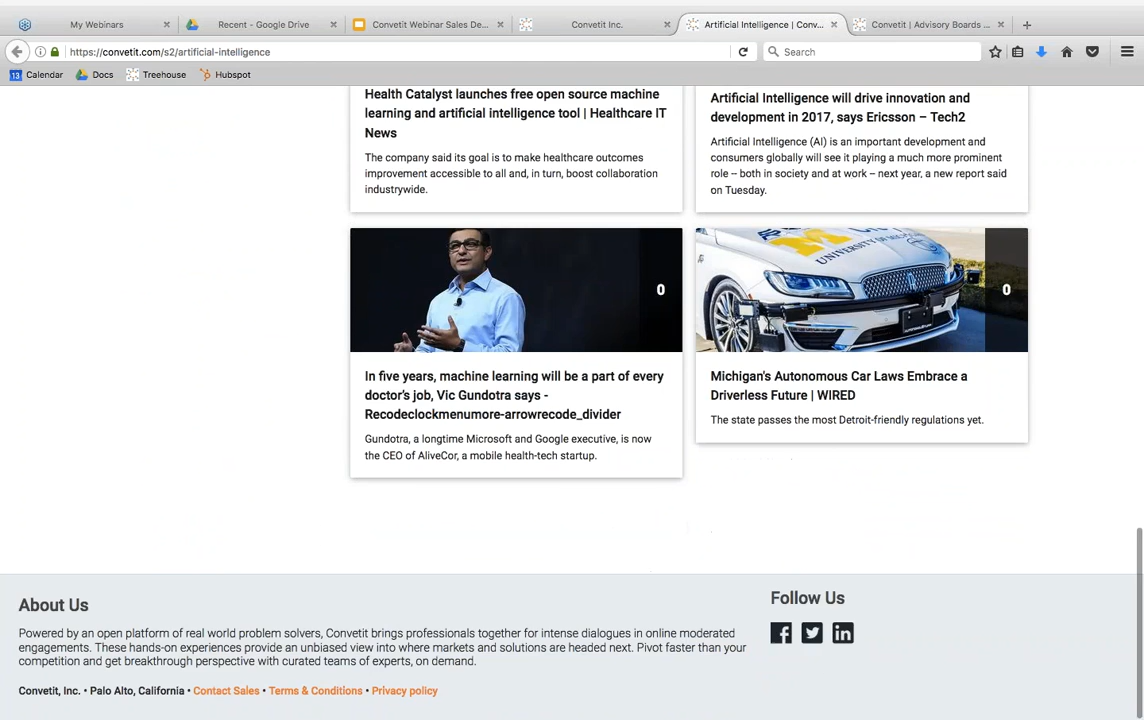 My Webinars
Recent - Google Drive
Convetit Webinar Sales De...
Convetit Inc.
Artificial Intelligence | Conv...
Convetit | Advisory Boards ...
https://convetit.com/s2/artificial-intelligence
Search
13 Calendar
Docs
Treehouse
Hubspot
Health Catalyst launches free open source machine
learning and artificial intelligence tool | Healthcare IT
News
The company said its goal is to make healthcare outcomes
improvement accessible to all and, in turn, boost collaboration
industrywide.
Artificial Intelligence will drive innovation and
development in 2017, says Ericsson – Tech2
Artificial Intelligence (AI) is an important development and
consumers globally will see it playing a much more prominent
role – both in society and at work – next year, a new report said
on Tuesday.
0
UNIVERSITY OF
0
In five years, machine learning will be a part of every
doctor's job, Vic Gundotra says -
Recodeclockmenumore-arrowrecode_divider
Gundotra, a longtime Microsoft and Google executive, is now
the CEO of AliveCor, a mobile health-tech startup.
Michigan's Autonomous Car Laws Embrace a
Driverless Future | WIRED
The state passes the most Detroit-friendly regulations yet.
About Us
Powered by an open platform of real world problem solvers, Convetit brings professionals together for intense dialogues in online moderated
engagements. These hands-on experiences provide an unbiased view into where markets and solutions are headed next. Pivot faster than your
competition and get breakthrough perspective with curated teams of experts, on demand.
Convetit, Inc. • Palo Alto, California • Contact Sales • Terms & Conditions • Privacy policy
Follow Us